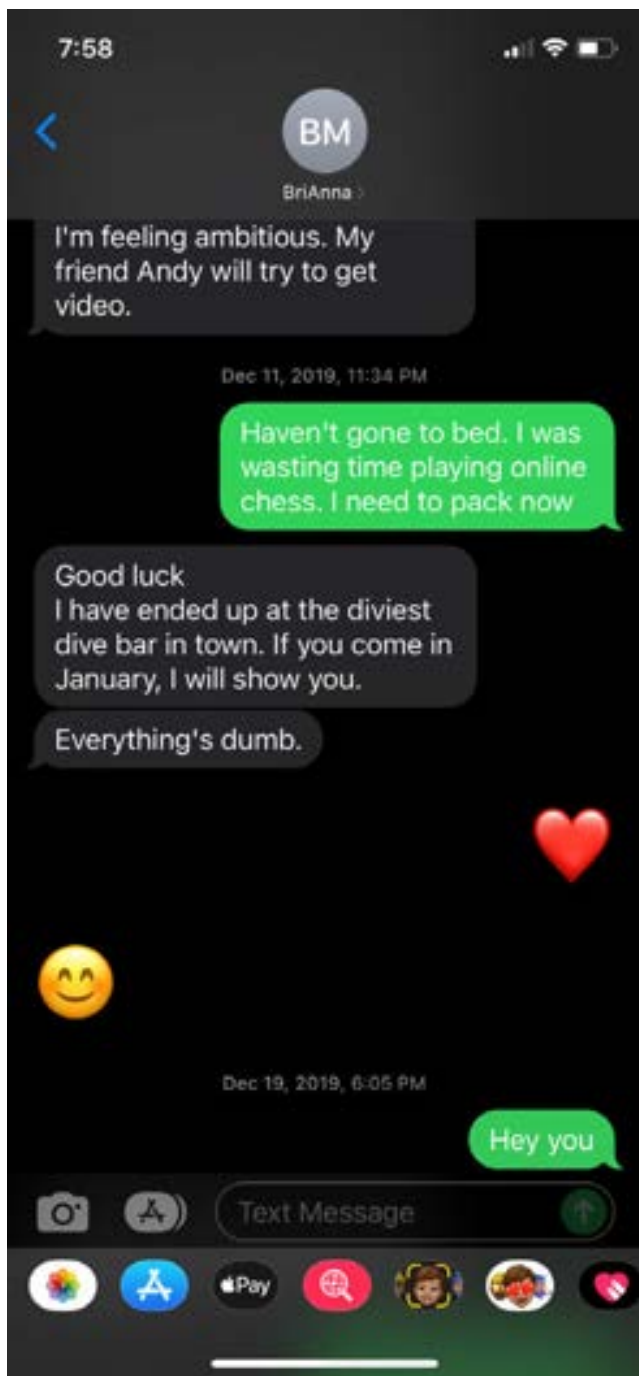 7:58
BM
BriAnna
I'm feeling ambitious. My
friend Andy will try to get
video.
Dec 11, 2019, 11:34 PM
Haven't gone to bed. I was
wasting time playing online
chess. I need to pack now
Good luck
I have ended up at the diviest
dive bar in town. If you come in
January, I will show you.
Everything's dumb.
Dec 19, 2019, 6:05 PM
Hey you
Text Message
Pay